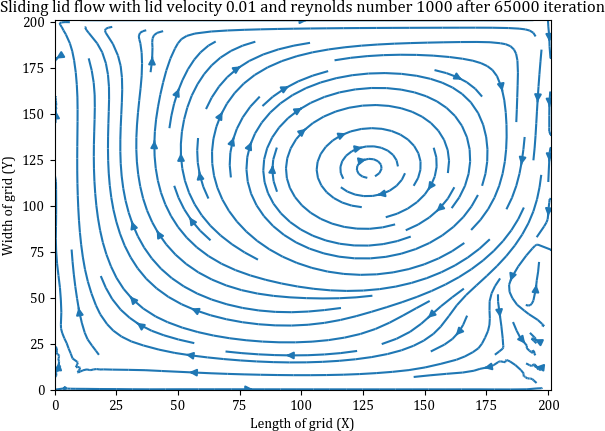 Sliding lid flow with lid velocity 0.01 and reynolds number 1000 after 65000 iteration
200
175
150
125
100
75
50
25
0
Width of grid (Y)
0 25 50 75 100 125 150 175 200
Length of grid (X)